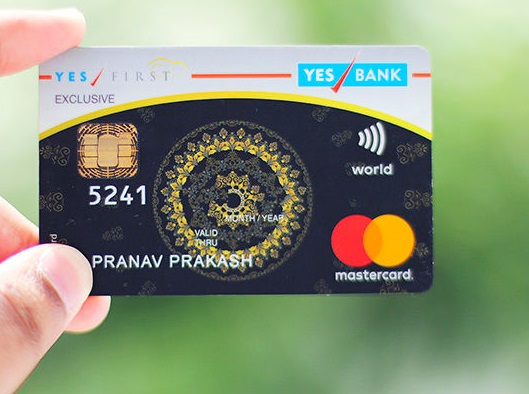 YES FIRST
YES BANK
EXCLUSIVE
world
5241
MONTH/YEAR
VALID
THRU
PRANAV PRAKASH
mastercard